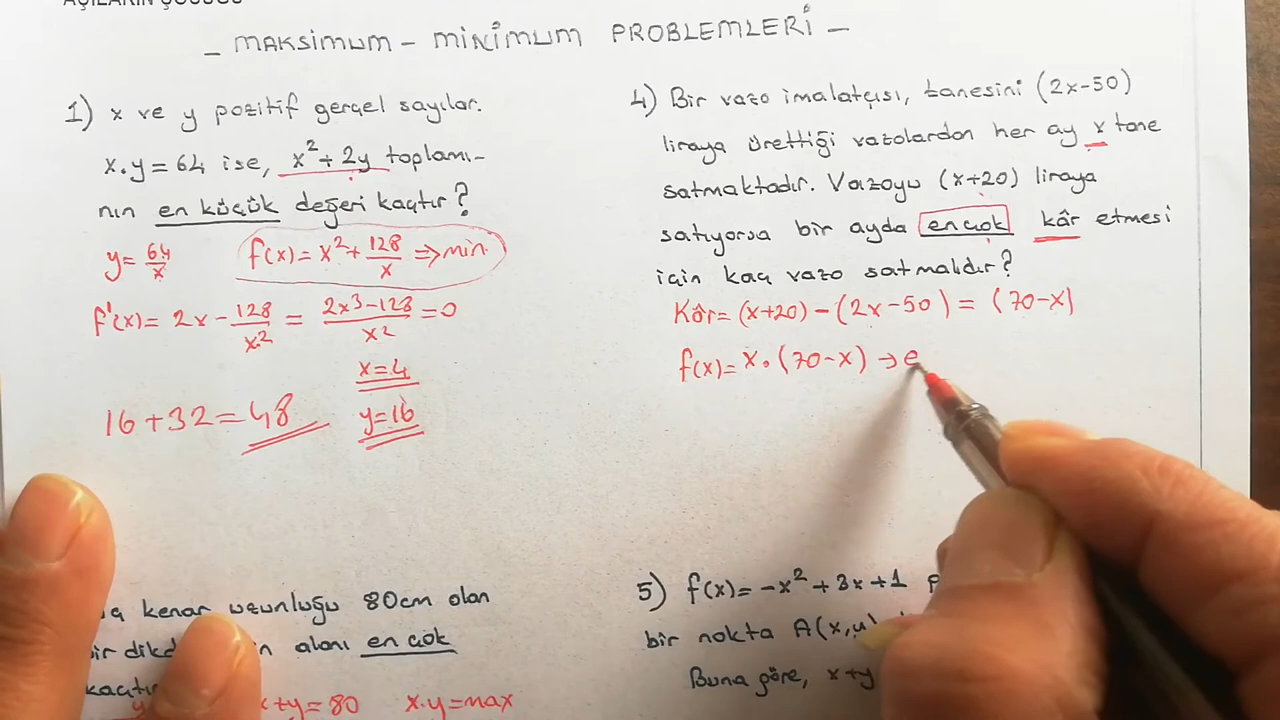 - MAKSİMUM - MİNİMUM PROBLEMLERİ -
1) x ve y pozitif gerçel sayılar.
x.y = 64 ise, x² + 2y toplamı-
nın en küçük değeri kaçtır?
y = 64/x f(x) = x² + 128/x => min.
f'(x) = 2x - 128/x² = 2x³ - 128/x² = 0
x = 4
y = 16
16 + 32 = 48
4) Bir vazo imalatçısı, tanesini (2x-50)
liraya ürettiği vazolardan her ay x tane
satmaktadır. Vazoyu (x+20) liraya
satıyorsa bir ayda en çok kâr etmesi
için kaç vazo satmalıdır?
Kâr = (x+20) - (2x-50) = (70-x)
f(x) = x.(70-x) → e
kenar uzunluğu 80cm olan
alanı en çok
x+y = 80 x.y = max
5) f(x) = -x² + 3x + 1
bir nokta A(x,y)
Buna göre, x+y